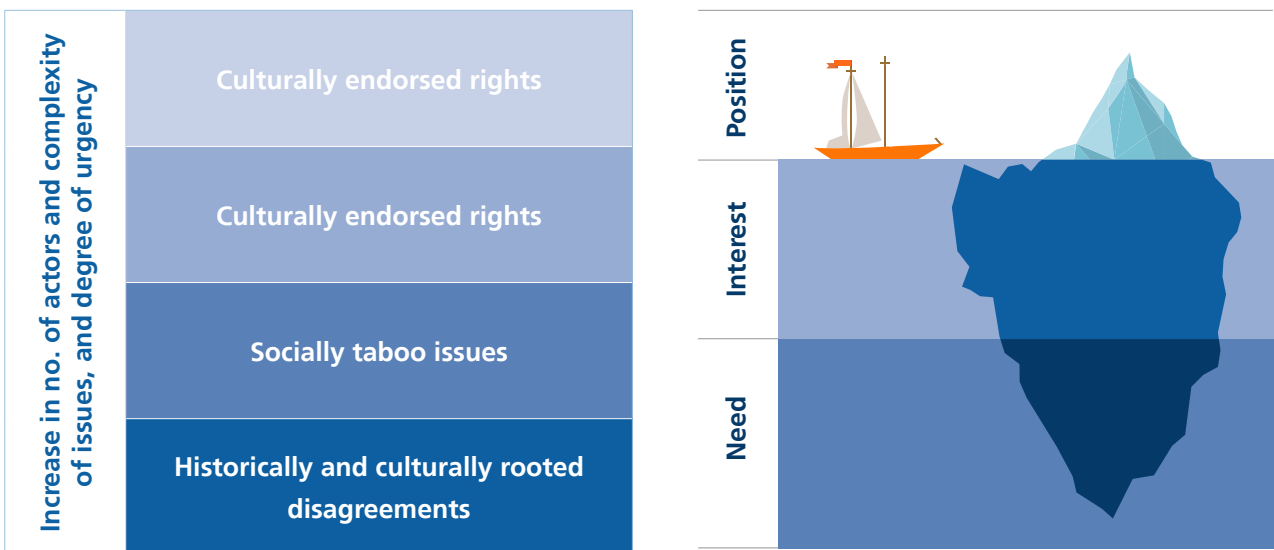 Increase in no. of actors and complexity
of issues, and degree of urgency
Culturally endorsed rights
Culturally endorsed rights
Socially taboo issues
Historically and culturally rooted
disagreements
Position
Interest
Need